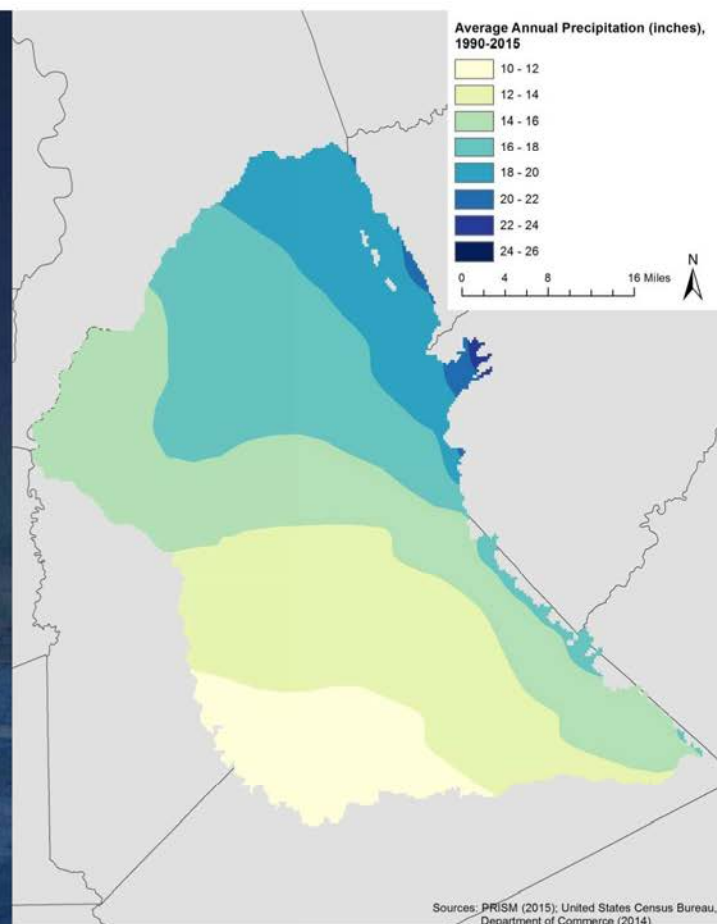 Average Annual Precipitation (inches),
1990-2015
10 - 12
12 - 14
14 - 16
16 - 18
18 - 20
20 - 22
22 - 24
24 - 26
N
0 4 8 16 Miles
Sources: PRISM (2015); United States Census Bureau,
Department of Commerce (2014)